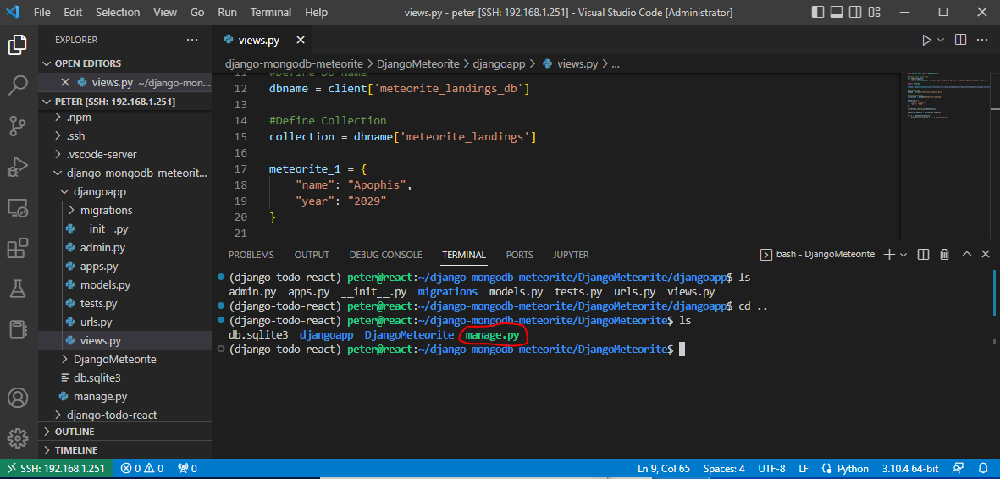 File Edit Selection View Go Run Terminal Help views.py - peter [SSH: 192.168.1.251] - Visual Studio Code [Administrator]
EXPLORER
OPEN EDITORS
views.py ~/django-mon...
PETER [SSH: 192.168.1.251]
.npm
.ssh
.vscode-server
django-mongodb-meteorit...
djangoapp
migrations
__init__.py
admin.py
apps.py
models.py
tests.py
urls.py
views.py
DjangoMeteorite
db.sqlite3
manage.py
django-todo-react
OUTLINE
TIMELINE
views.py
django-mongodb-meteorite > DjangoMeteorite > djangoapp > views.py > ...
11 #Define DB Name
12 dbname = client['meteorite_landings_db']
13
14 #Define Collection
15 collection = dbname['meteorite_landings']
16
17 meteorite_1 = {
18 "name": "Apophis",
19 "year": "2029"
20 }
21
PROBLEMS OUTPUT DEBUG CONSOLE TERMINAL PORTS JUPYTER bash - DjangoMeteorite
(django-todo-react) peter@react:~/django-mongodb-meteorite/DjangoMeteorite/djangoapp$ ls
admin.py apps.py __init__.py migrations models.py tests.py urls.py views.py
(django-todo-react) peter@react:~/django-mongodb-meteorite/DjangoMeteorite/djangoapp$ cd ..
(django-todo-react) peter@react:~/django-mongodb-meteorite/DjangoMeteorite$ ls
db.sqlite3 djangoapp DjangoMeteorite manage.py
(django-todo-react) peter@react:~/django-mongodb-meteorite/DjangoMeteorite$
SSH: 192.168.1.251 0 0 0 Ln 9, Col 65 Spaces: 4 UTF-8 LF Python 3.10.4 64-bit